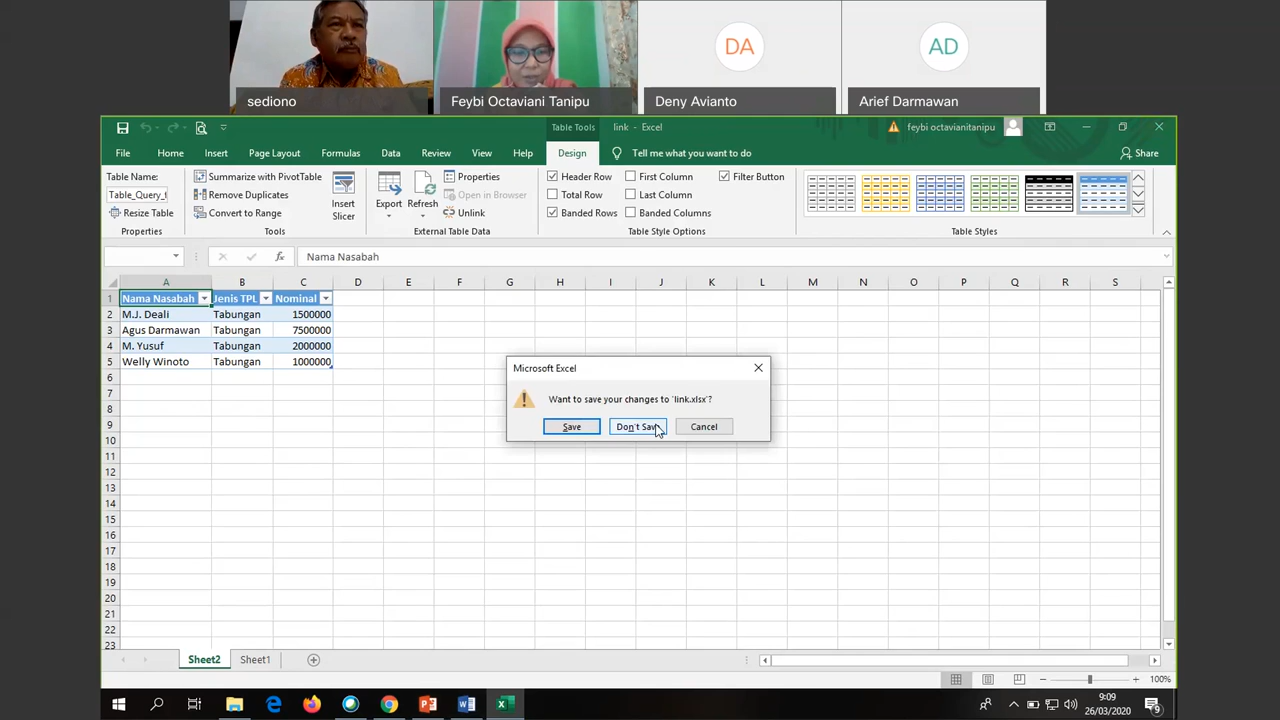 DA
AD
sediono
Feybi Octaviani Tanipu
Deny Avianto
Arief Darmawan
Table Tools
link - Excel
feybi octavianitanipu
File
Home
Insert
Page Layout
Formulas
Data
Review
View
Help
Design
Tell me what you want to do
Share
Table Name:
Table_Query_
Resize Table
Properties
Summarize with PivotTable
Remove Duplicates
Convert to Range
Tools
Insert
Slicer
Export
Refresh
Properties
Open in Browser
Unlink
External Table Data
Header Row
First Column
Filter Button
Total Row
Last Column
Banded Rows
Banded Columns
Table Style Options
Table Styles
fx
Nama Nasabah
A B C D E F G H I J K L M N O P Q R S
1 Nama Nasabah Jenis TPL Nominal
2 M.J. Deali Tabungan 1500000
3 Agus Darmawan Tabungan 7500000
4 M. Yusuf Tabungan 2000000
5 Welly Winoto Tabungan 1000000
6
7
8
9
10
11
12
13
14
15
16
17
18
19
20
21
22
23
Microsoft Excel
Want to save your changes to 'link.xlsx'?
Save
Don't Save
Cancel
Sheet2
Sheet1
100%
9:09
26/03/2020
9